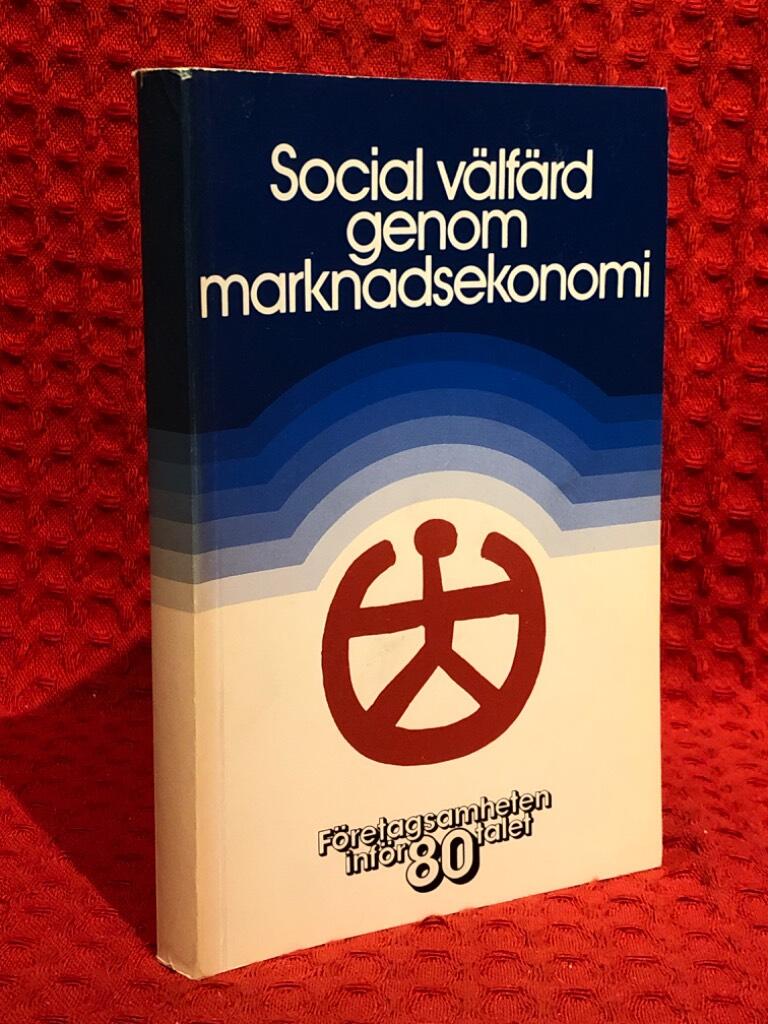 Social välfärd
genom
marknadsekonomi
Företagsamheten
inför 80 talet